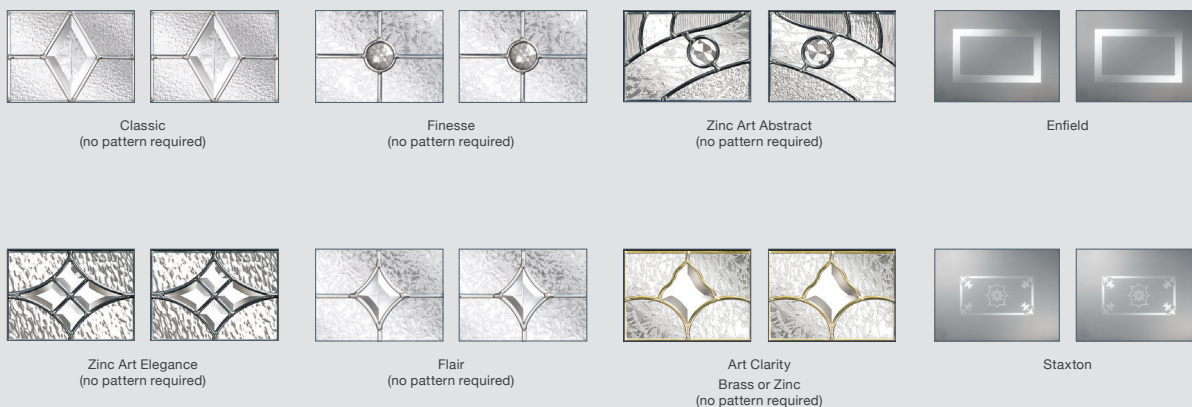 Classic
(no pattern required)
Finesse
(no pattern required)
Zinc Art Abstract
(no pattern required)
Enfield
Zinc Art Elegance
(no pattern required)
Flair
(no pattern required)
Art Clarity
Brass or Zinc
(no pattern required)
Staxton